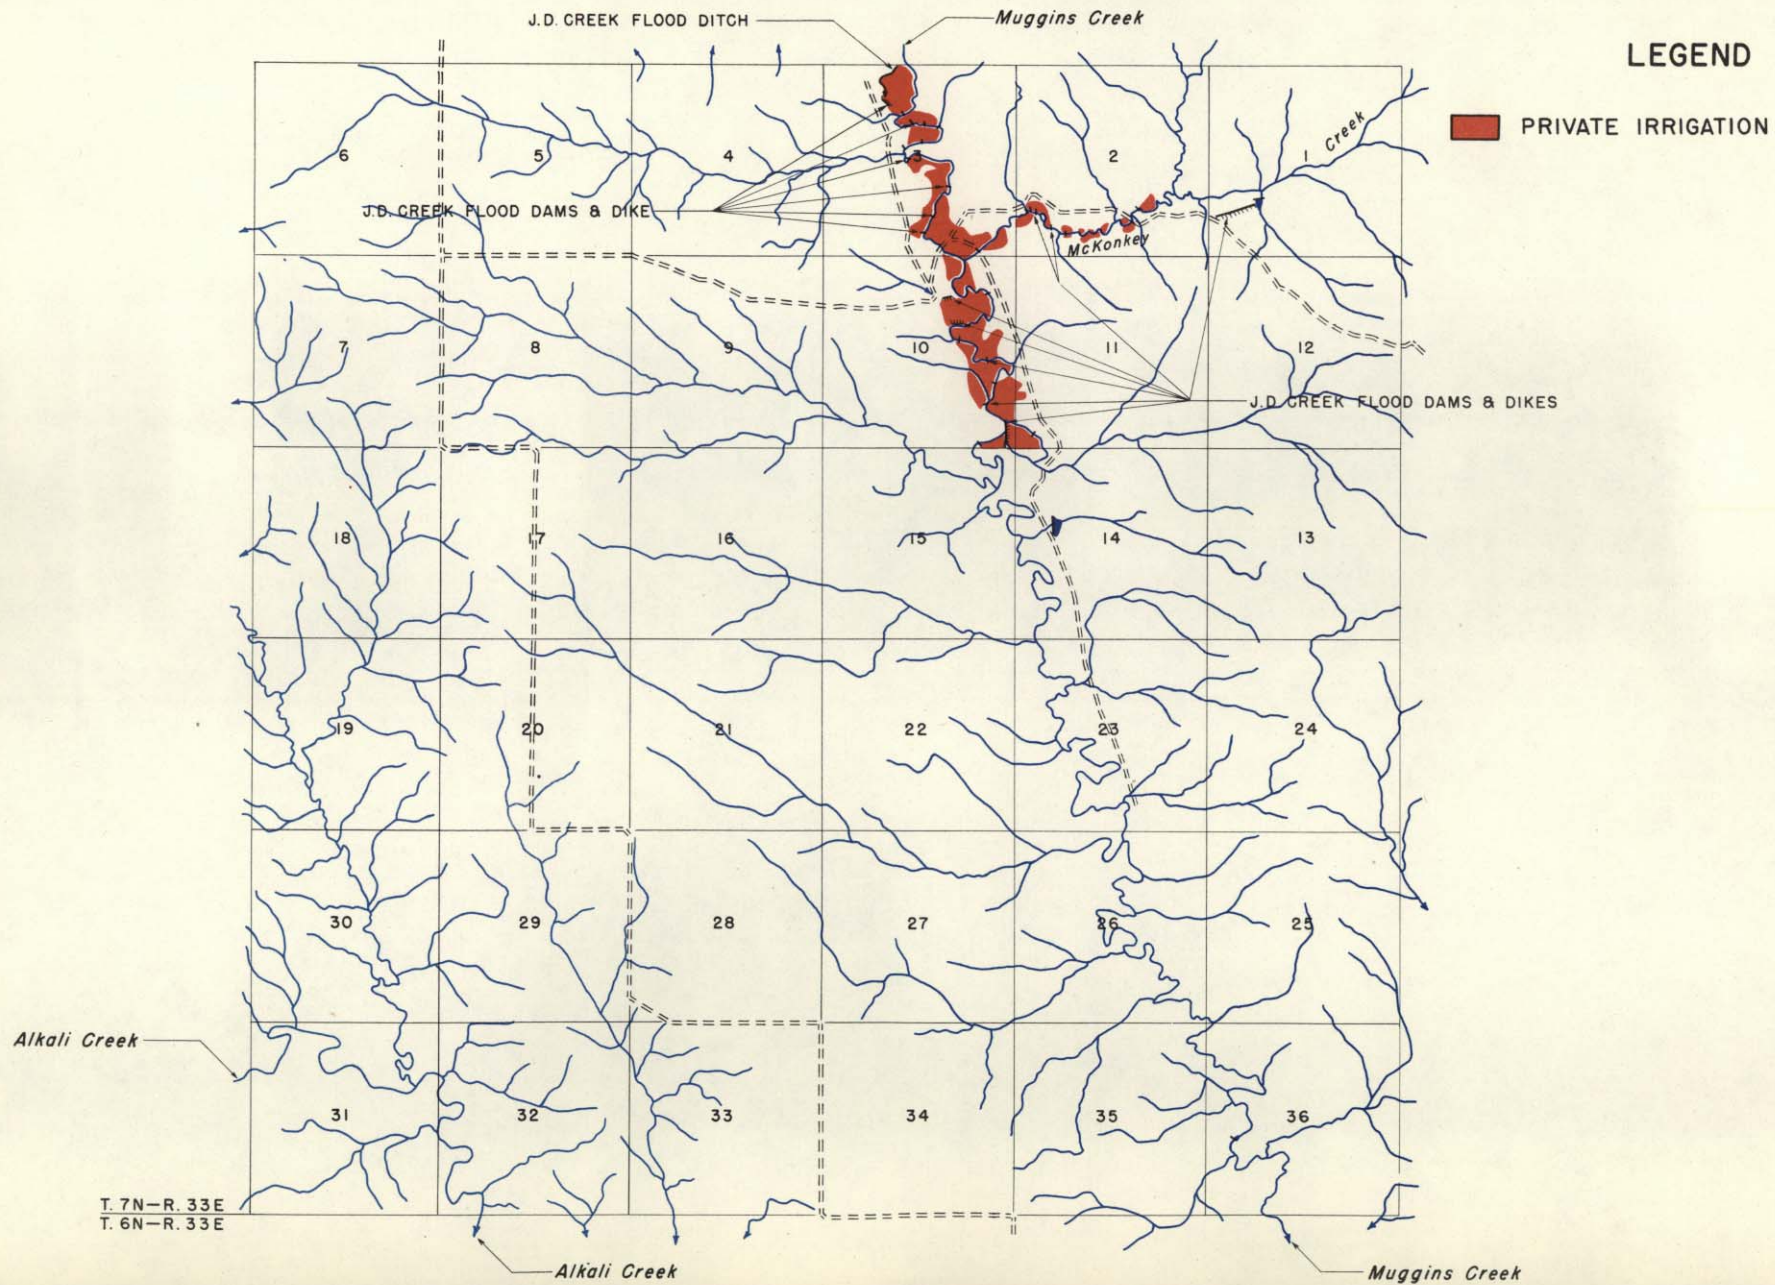 J.D. CREEK FLOOD DITCH
Muggins Creek
LEGEND
PRIVATE IRRIGATION
6
5
4
3
2
1
Creek
J.D. CREEK FLOOD DAMS & DIKE
McKonkey
7
8
9
10
11
12
J.D. CREEK FLOOD DAMS & DIKES
18
17
16
15
14
13
19
20
21
22
23
24
30
29
28
27
26
25
Alkali Creek
31
32
33
34
35
36
T. 7N–R. 33E
T. 6N–R. 33E
Alkali Creek
Muggins Creek